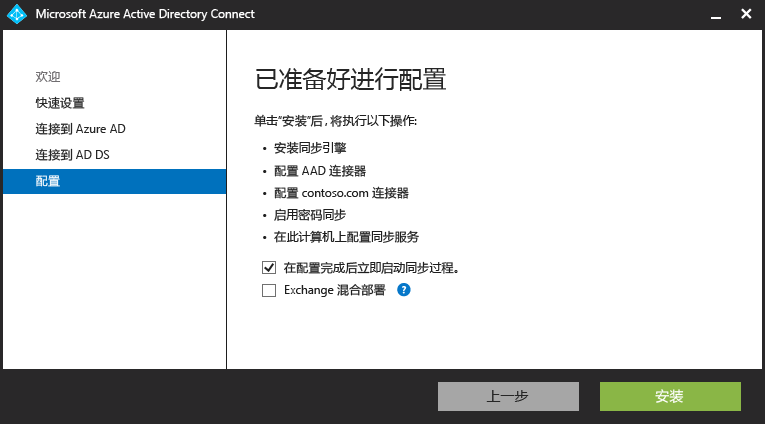 Microsoft Azure Active Directory Connect
欢迎
快速设置
连接到 Azure AD
连接到 AD DS
配置
已准备好进行配置
单击“安装”后，将执行以下操作:
• 安装同步引擎
• 配置 AAD 连接器
• 配置 contoso.com 连接器
• 启用密码同步
• 在此计算机上配置同步服务
在配置完成后立即启动同步过程。
Exchange 混合部署 ?
上一步
安装